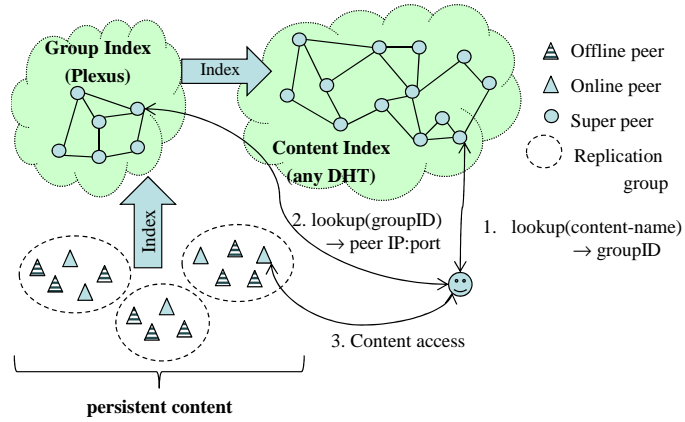 Group Index
(Plexus)
Index
Content Index
(any DHT)
Offline peer
Online peer
Super peer
Replication
group
Index
2. lookup(groupID)
→ peer IP:port
1. lookup(content-name)
→ groupID
3. Content access
persistent content